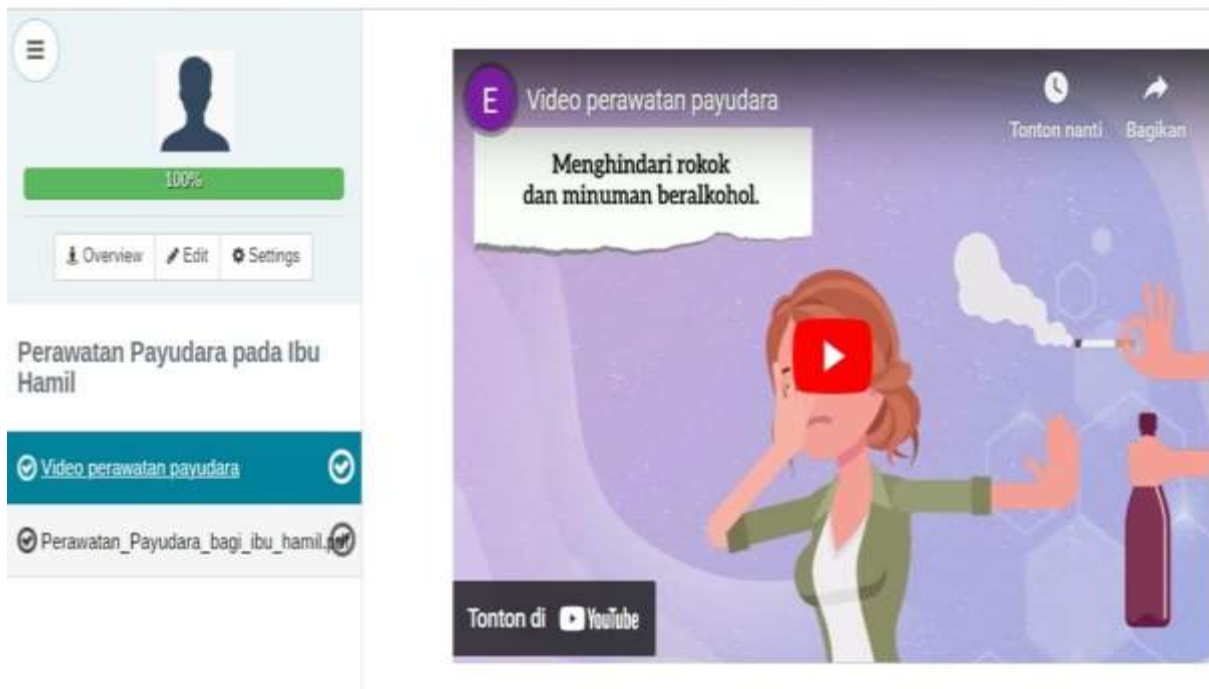 100%
Overview
Edit
Settings
Perawatan Payudara pada Ibu
Hamil
Video perawatan payudara
Perawatan_Payudara_bagi_ibu_hamil.pdf
E
Video perawatan payudara
Tonton nanti
Bagikan
Menghindari rokok
dan minuman beralkohol.
Tonton di YouTube